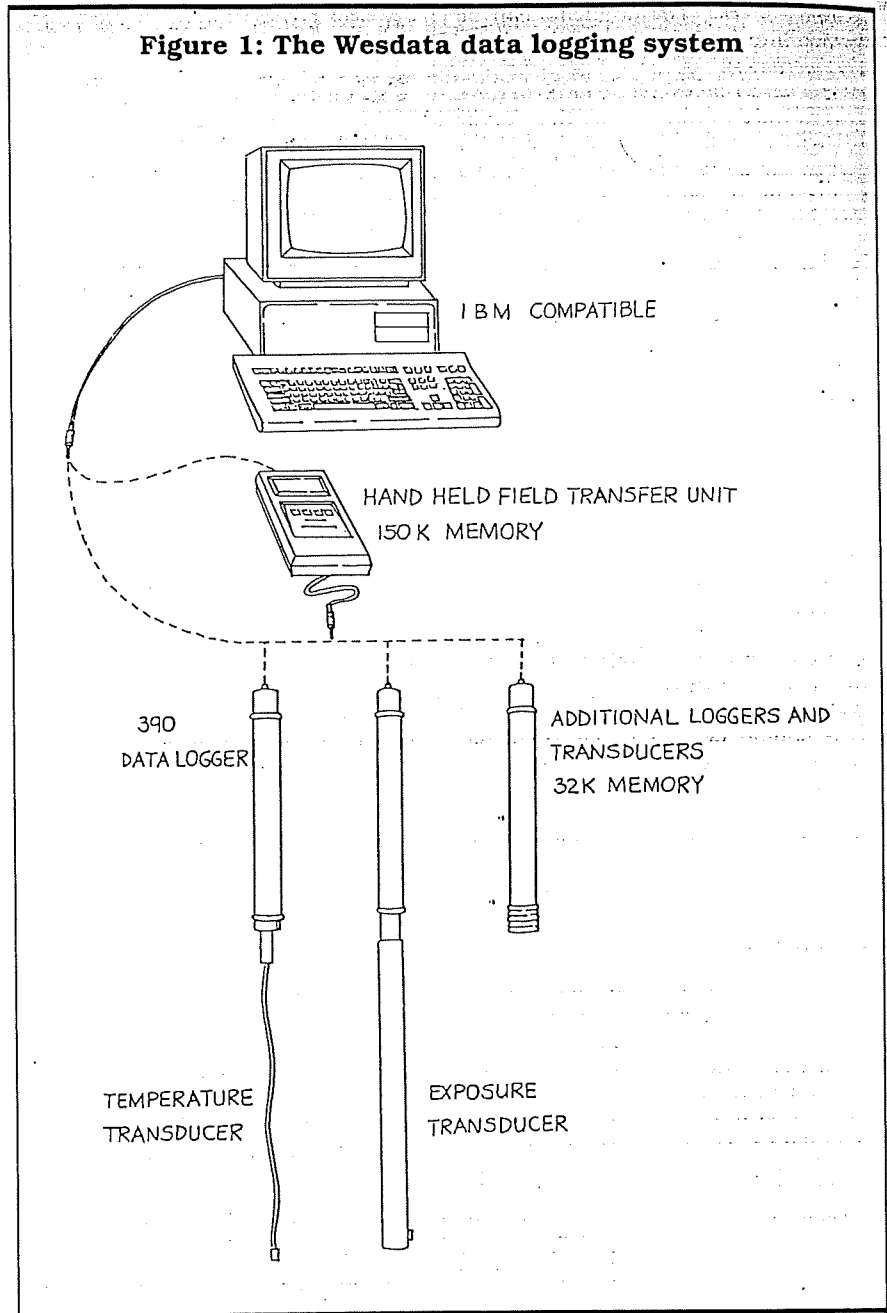 Figure 1: The Wesdata data logging system
IBM COMPATIBLE
HAND HELD FIELD TRANSFER UNIT
150K MEMORY
390
DATA LOGGER
ADDITIONAL LOGGERS AND
TRANSDUCERS
32K MEMORY
TEMPERATURE
TRANSDUCER
EXPOSURE
TRANSDUCER